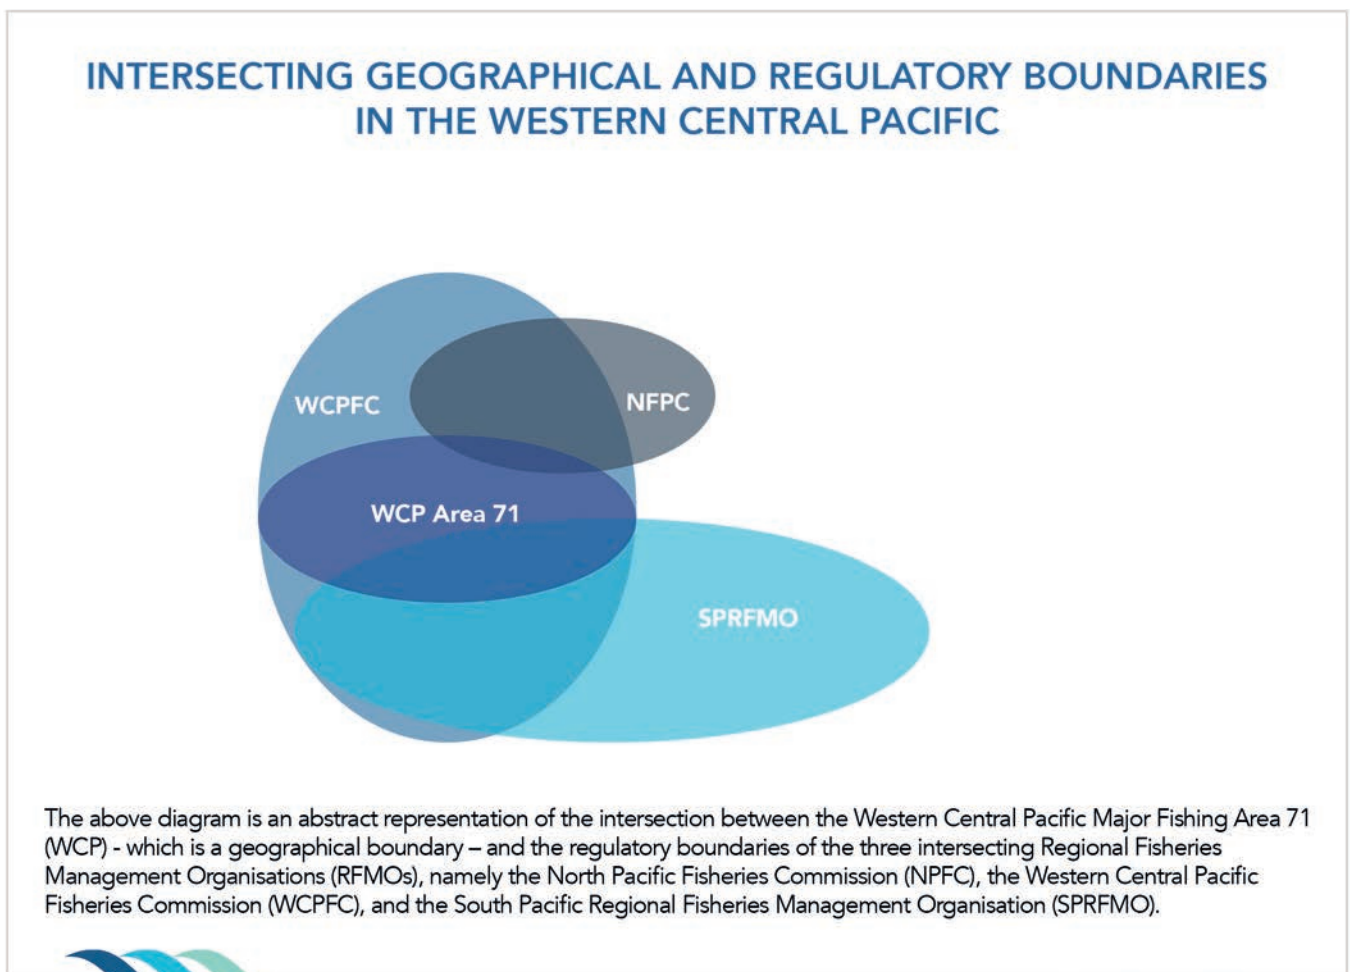 INTERSECTING GEOGRAPHICAL AND REGULATORY BOUNDARIES
IN THE WESTERN CENTRAL PACIFIC
WCPFC
NFPC
WCP Area 71
SPRFMO
The above diagram is an abstract representation of the intersection between the Western Central Pacific Major Fishing Area 71
(WCP) - which is a geographical boundary – and the regulatory boundaries of the three intersecting Regional Fisheries
Management Organisations (RFMOs), namely the North Pacific Fisheries Commission (NPFC), the Western Central Pacific
Fisheries Commission (WCPFC), and the South Pacific Regional Fisheries Management Organisation (SPRFMO).